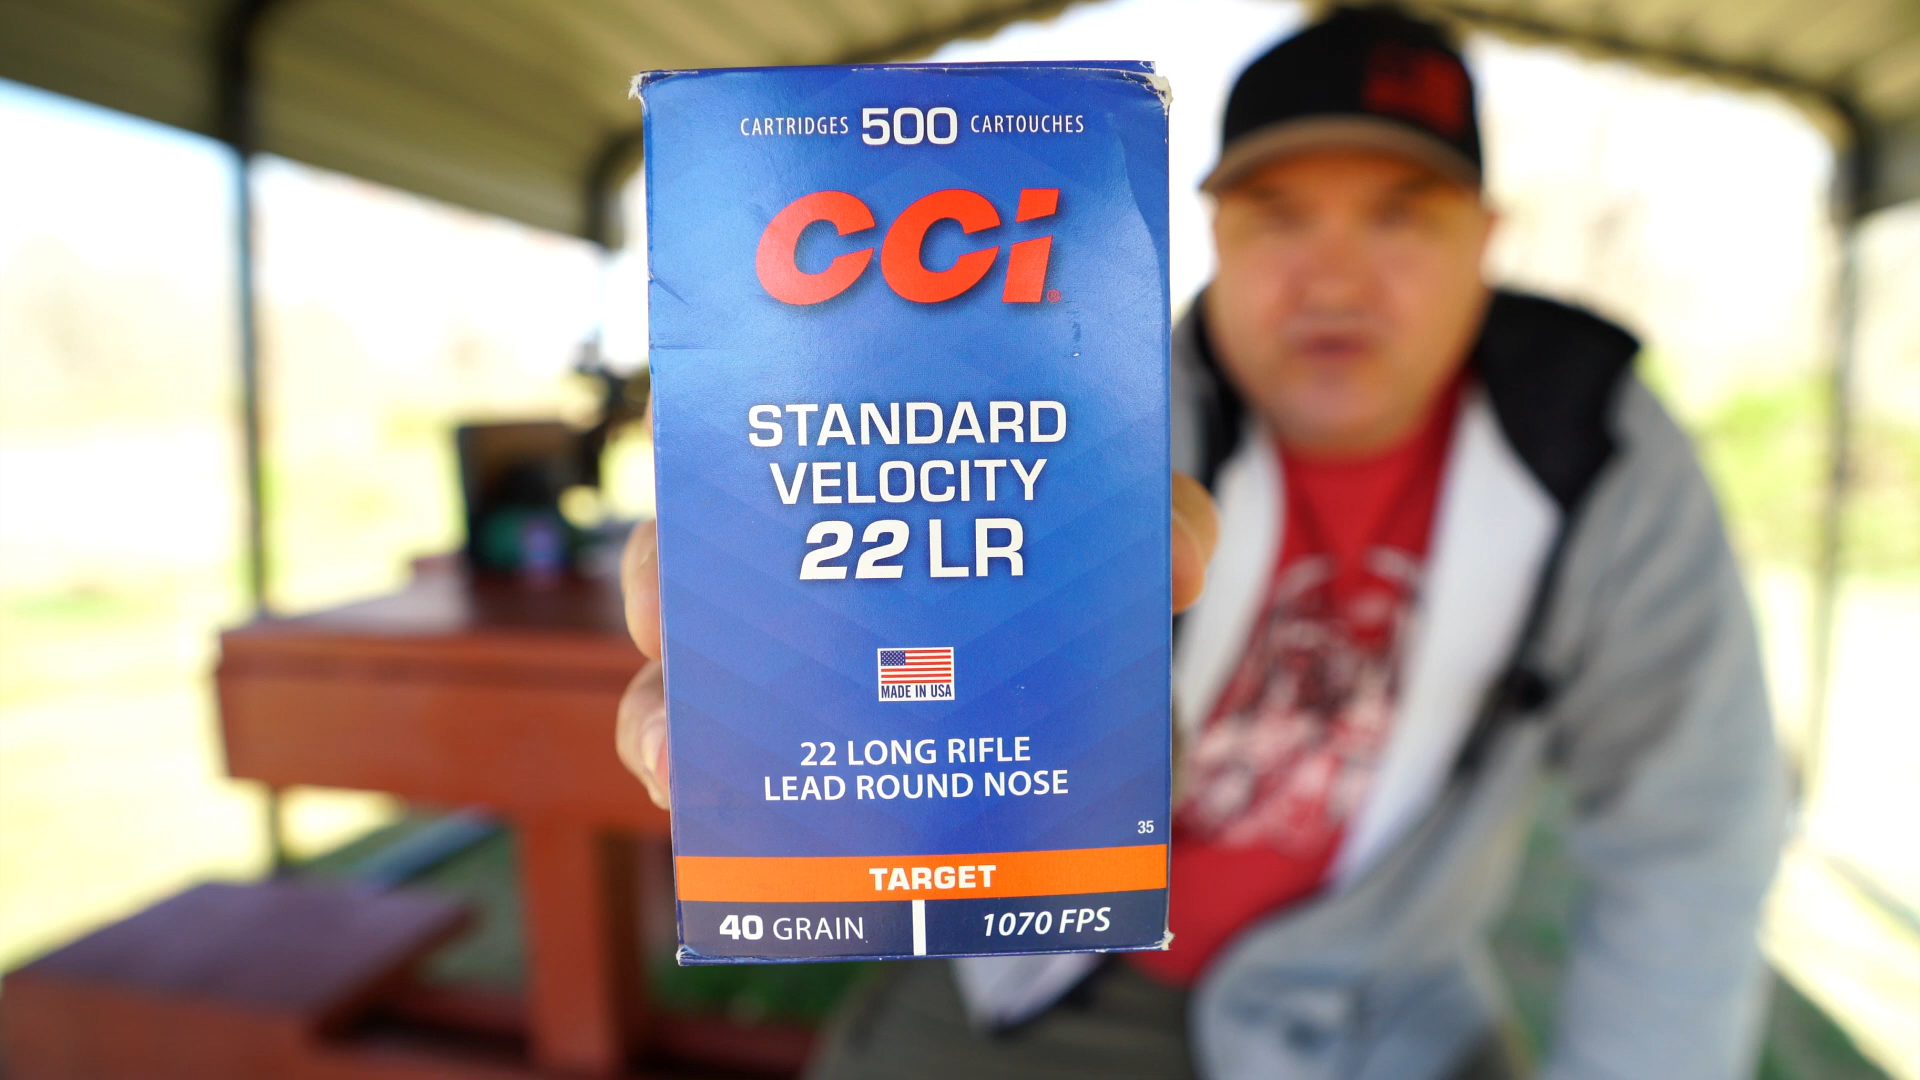 CARTRIDGES 500 CARTOUCHES
CCI®
STANDARD
VELOCITY
22 LR
MADE IN USA
22 LONG RIFLE
LEAD ROUND NOSE
35
TARGET
40 GRAIN 1070 FPS